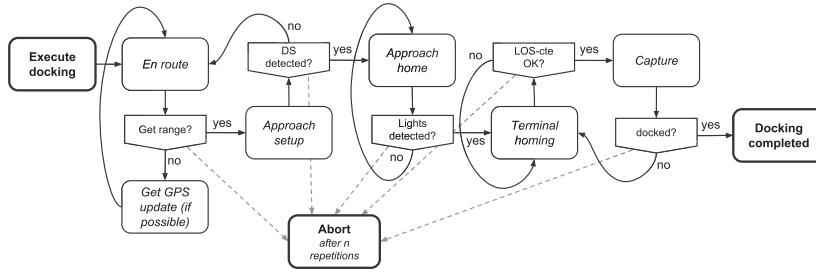 Execute
docking
En route
Get range?
yes
no
Get GPS
update (if
possible)
no
DS
detected?
yes
Approach
setup
Approach
home
Lights
detected?
no
yes
no
LOS-cte
OK?
yes
Terminal
homing
Capture
docked?
yes
no
Docking
completed
Abort
after n
repetitions